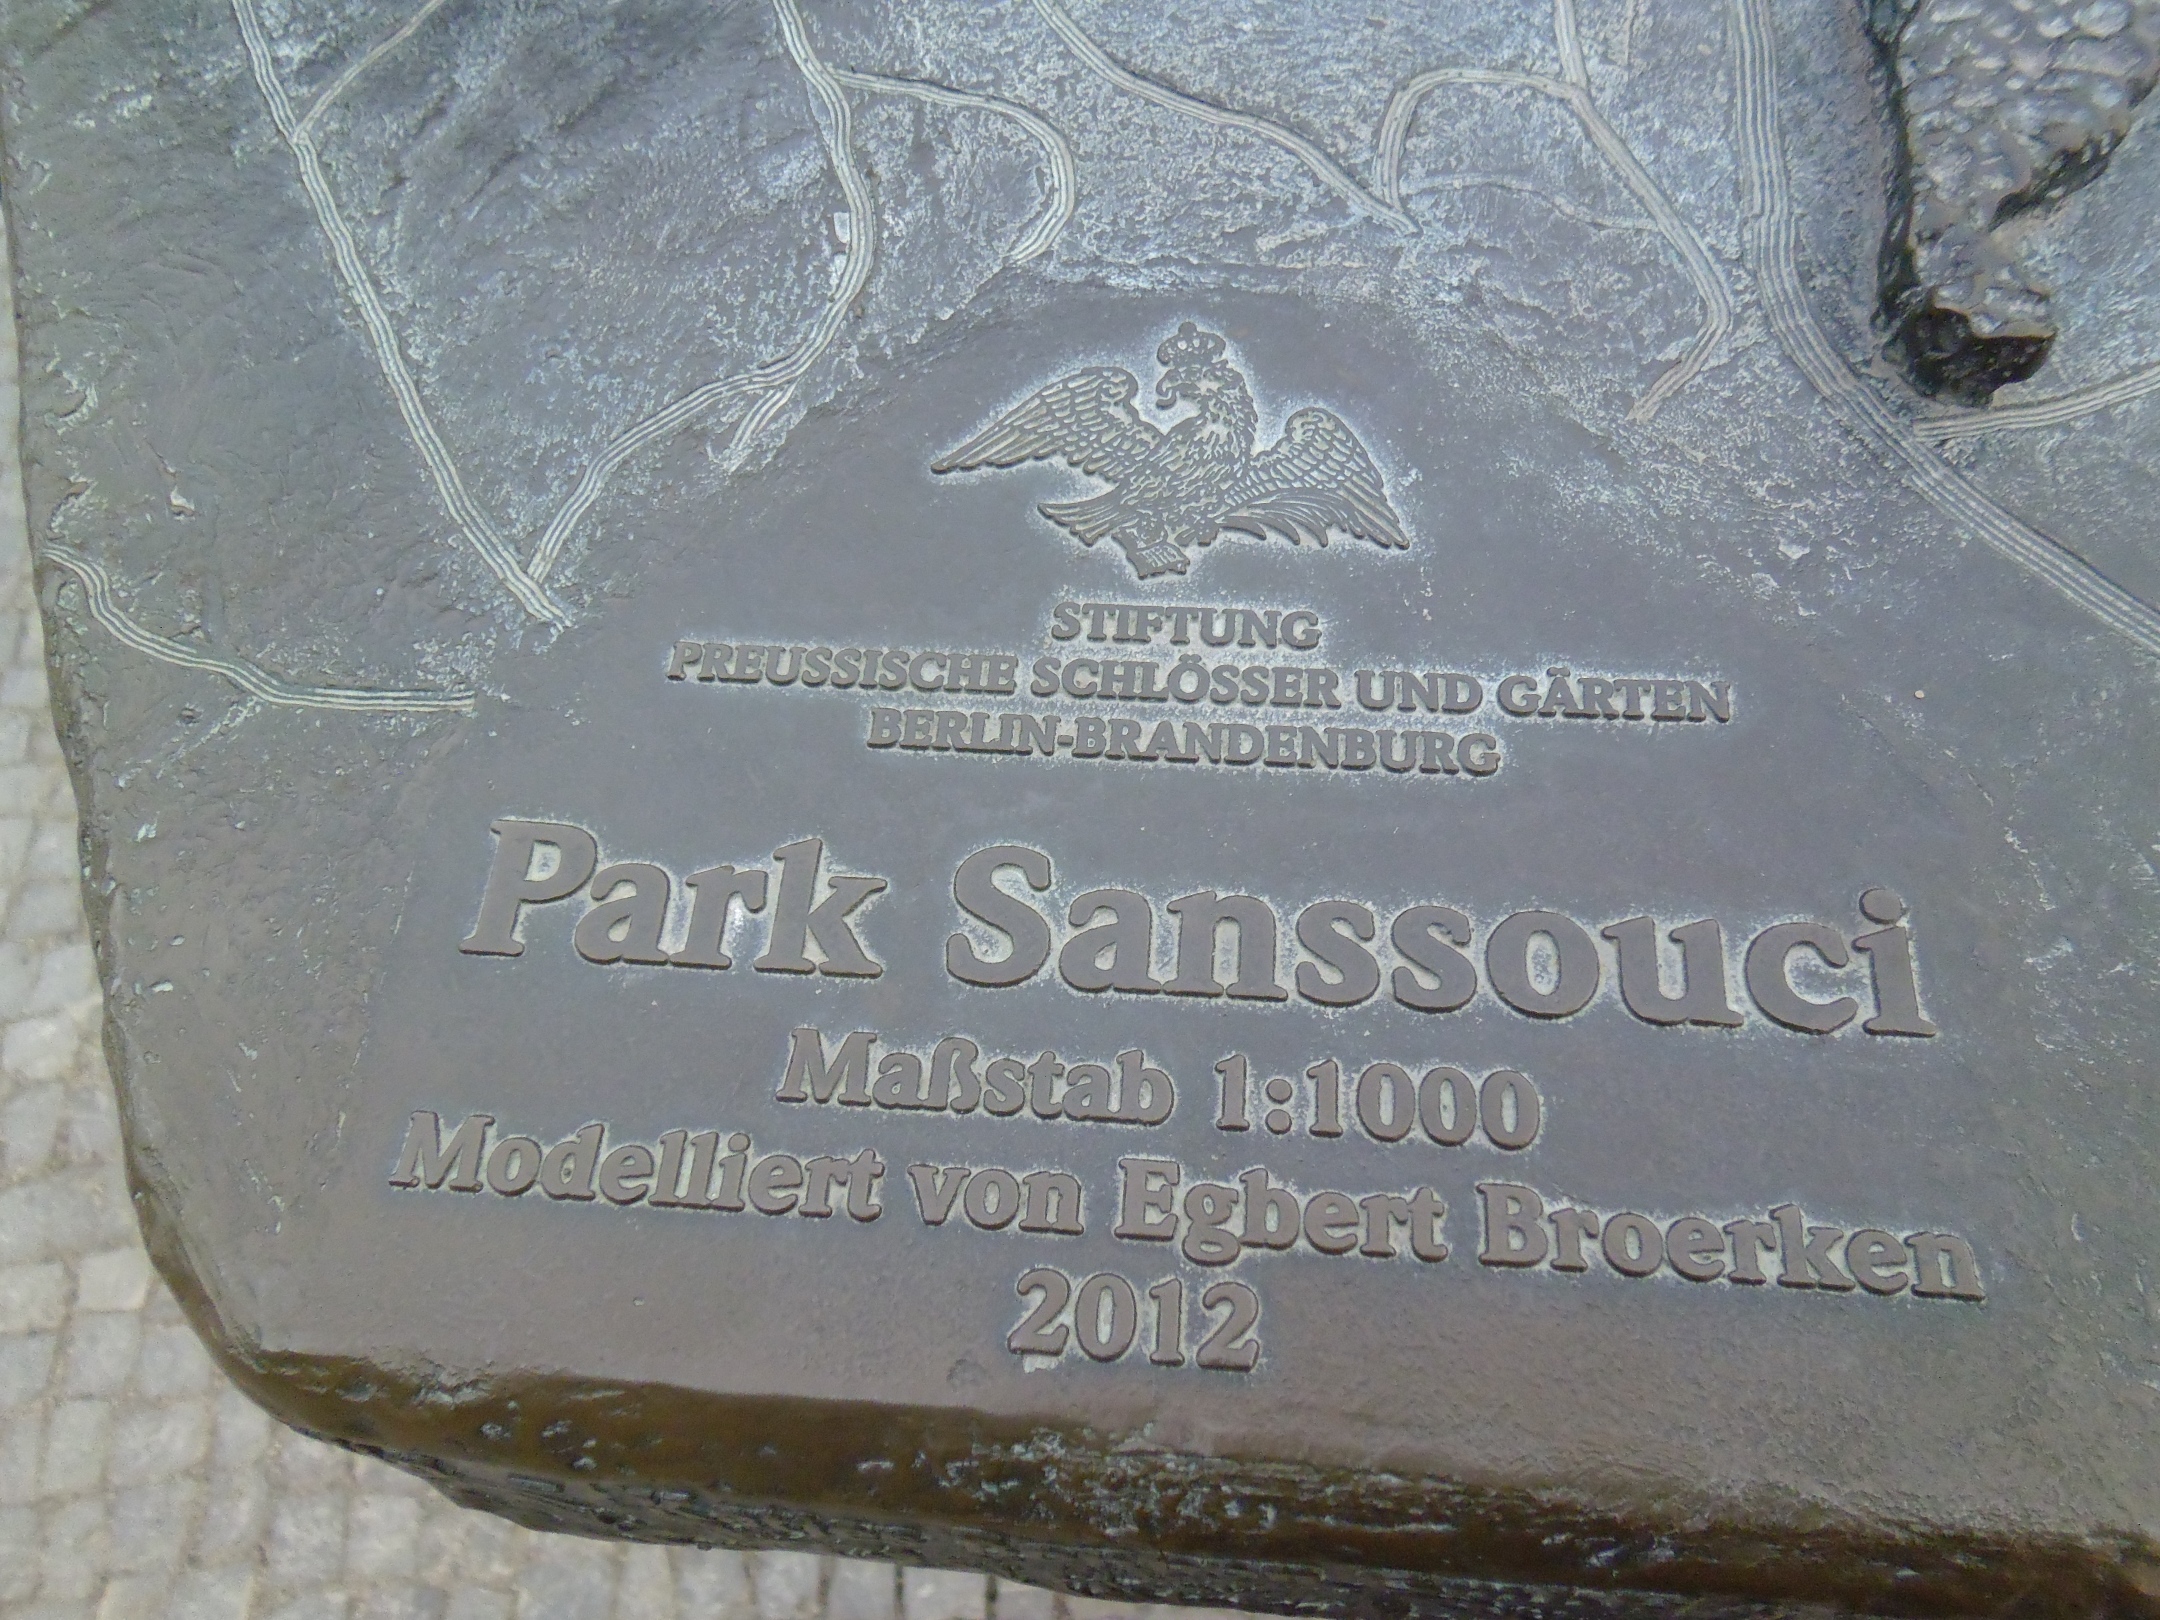 STIFTUNG
PREUSSISCHE SCHLÖSSER UND GÄRTEN
BERLIN-BRANDENBURG
Park Sanssouci
Maßstab 1:1000
Modelliert von Egbert Broerken
2012